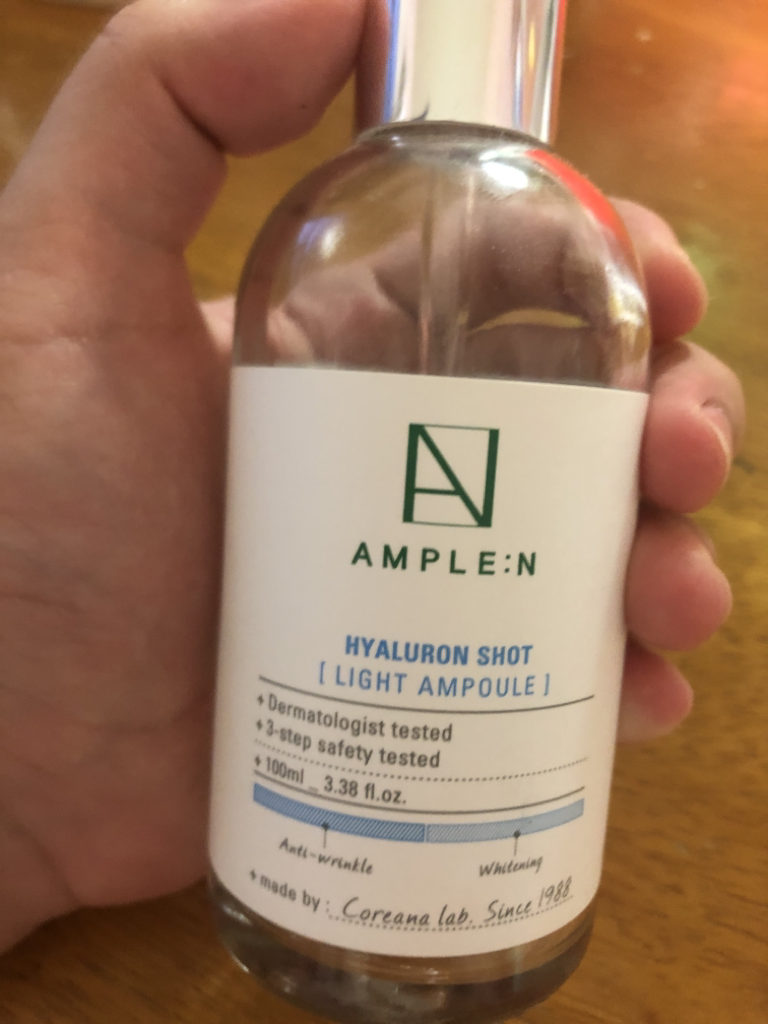 AN
AMPLE:N
HYALURON SHOT
[ LIGHT AMPOULE ]
+ Dermatologist tested
+ 3-step safety tested
+ 100ml _ 3.38 fl.oz.
Anti-wrinkle Whitening
+ made by : Coreana lab. Since 1988